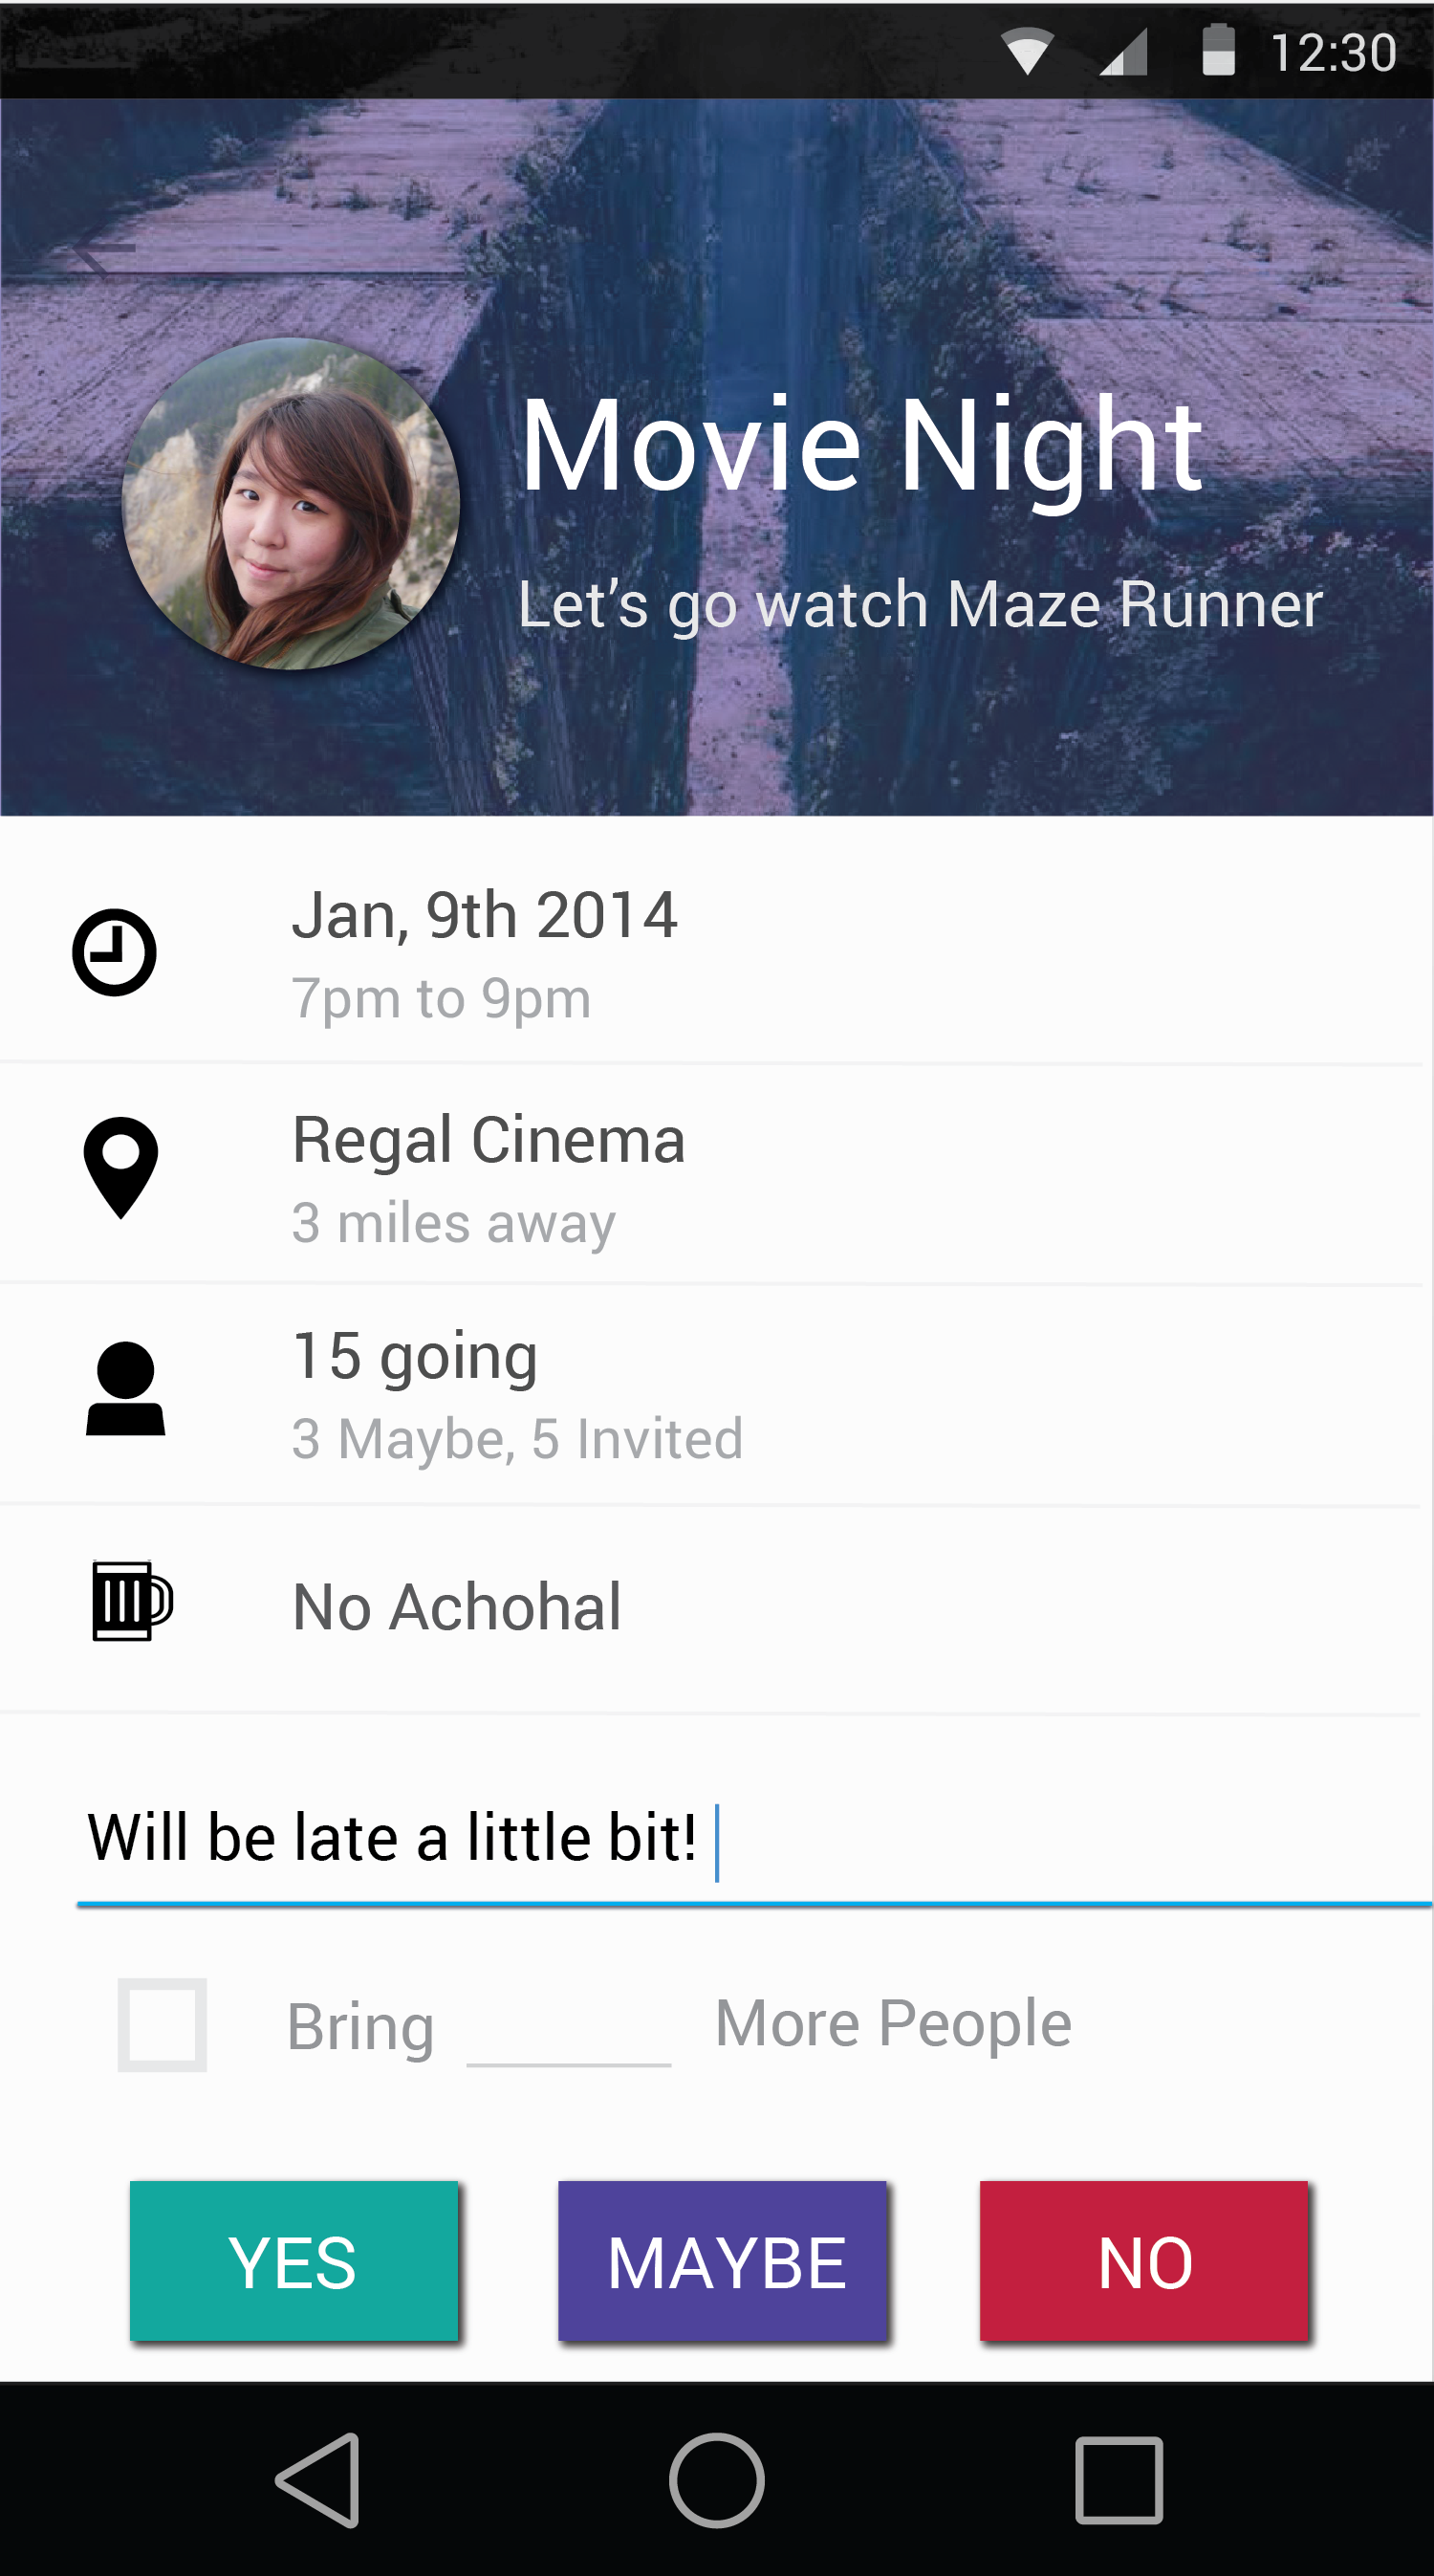 12:30
Movie Night
Let’s go watch Maze Runner
Jan, 9th 2014
7pm to 9pm
Regal Cinema
3 miles away
15 going
3 Maybe, 5 Invited
No Achohal
Will be late a little bit!
Bring More People
YES MAYBE NO